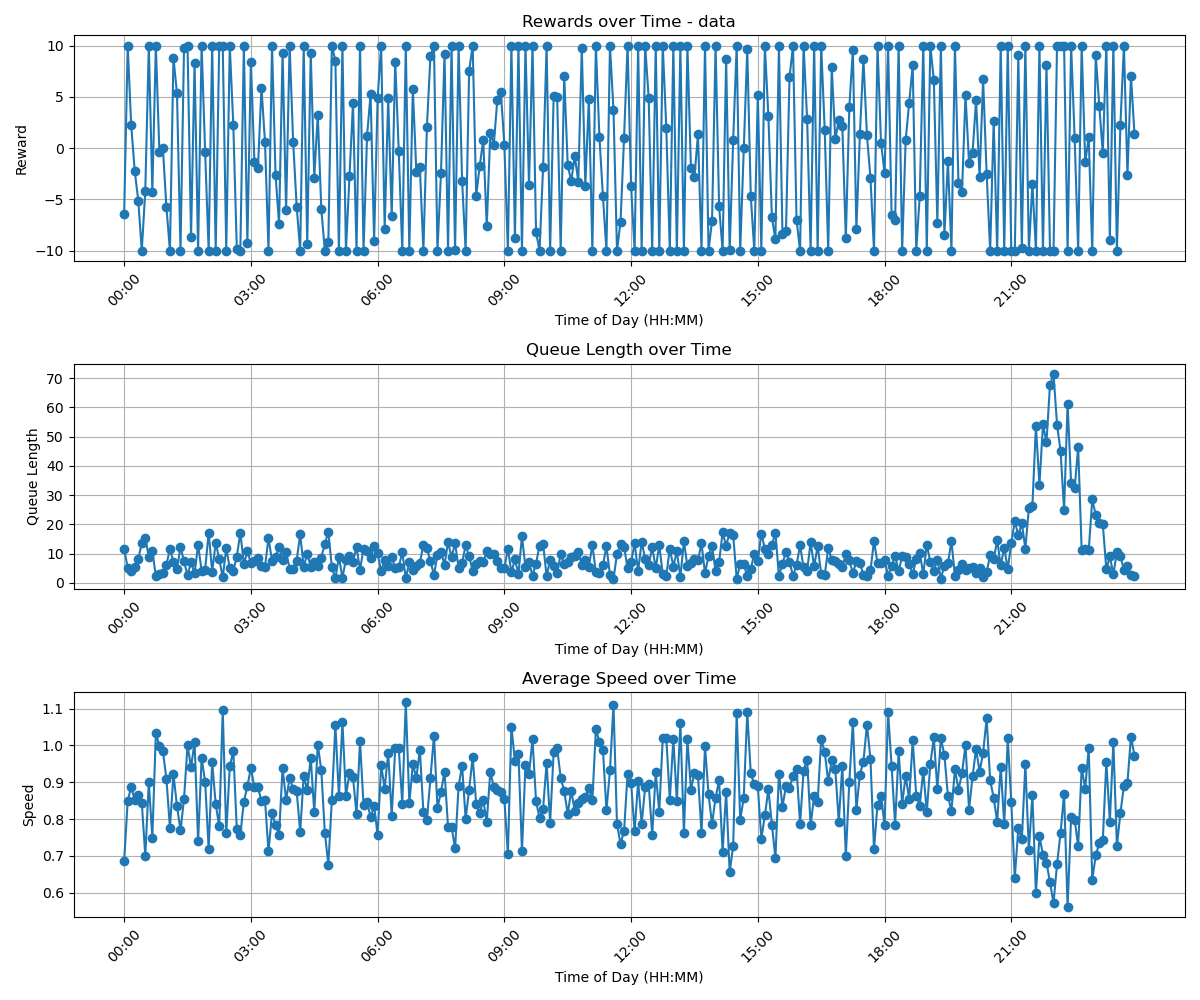 Rewards over Time - data
10
5
0
−5
−10
Reward
00:00 03:00 06:00 09:00 12:00 15:00 18:00 21:00
Time of Day (HH:MM)
Queue Length over Time
70
60
50
40
30
20
10
0
Queue Length
00:00 03:00 06:00 09:00 12:00 15:00 18:00 21:00
Time of Day (HH:MM)
Average Speed over Time
1.1
1.0
0.9
0.8
0.7
0.6
Speed
00:00 03:00 06:00 09:00 12:00 15:00 18:00 21:00
Time of Day (HH:MM)